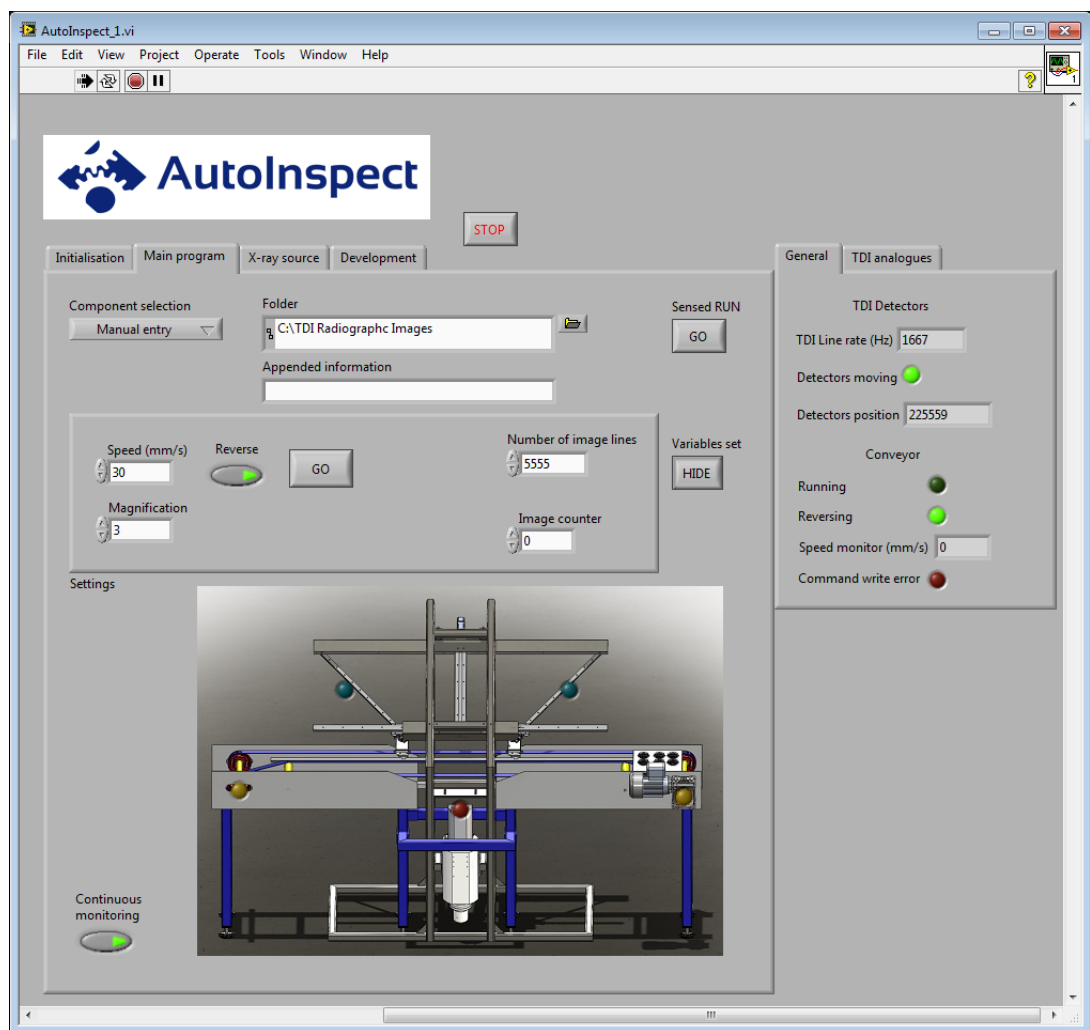 AutoInspect_1.vi
File Edit View Project Operate Tools Window Help
1
AutoInspect
STOP
Initialisation Main program X-ray source Development
General TDI analogues
Component selection
Manual entry
Folder
C:\TDI Radiographc Images
Appended information
Sensed RUN
GO
Speed (mm/s)
30
Reverse
GO
Magnification
3
Number of image lines
5555
Image counter
0
Variables set
HIDE
Settings
Continuous
monitoring
TDI Detectors
TDI Line rate (Hz) 1667
Detectors moving
Detectors position 225559
Conveyor
Running
Reversing
Speed monitor (mm/s) 0
Command write error